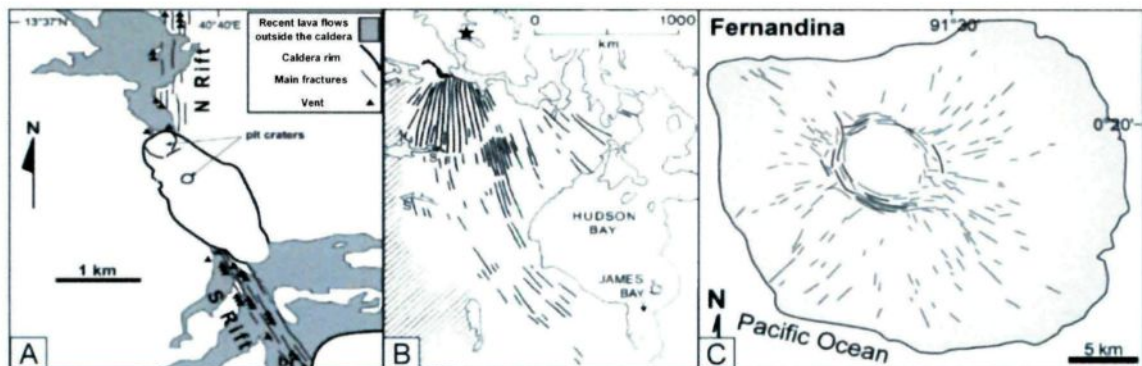 13°37'N
40°40'E
Recent lava flows
outside the caldera
Caldera rim
Main fractures
Vent
N Rift
N
pit craters
1 km
S Rift
A
0
1000
km
HUDSON
BAY
JAMES
BAY
B
Fernandina
91°30'
0°20'
N
Pacific Ocean
5 km
C